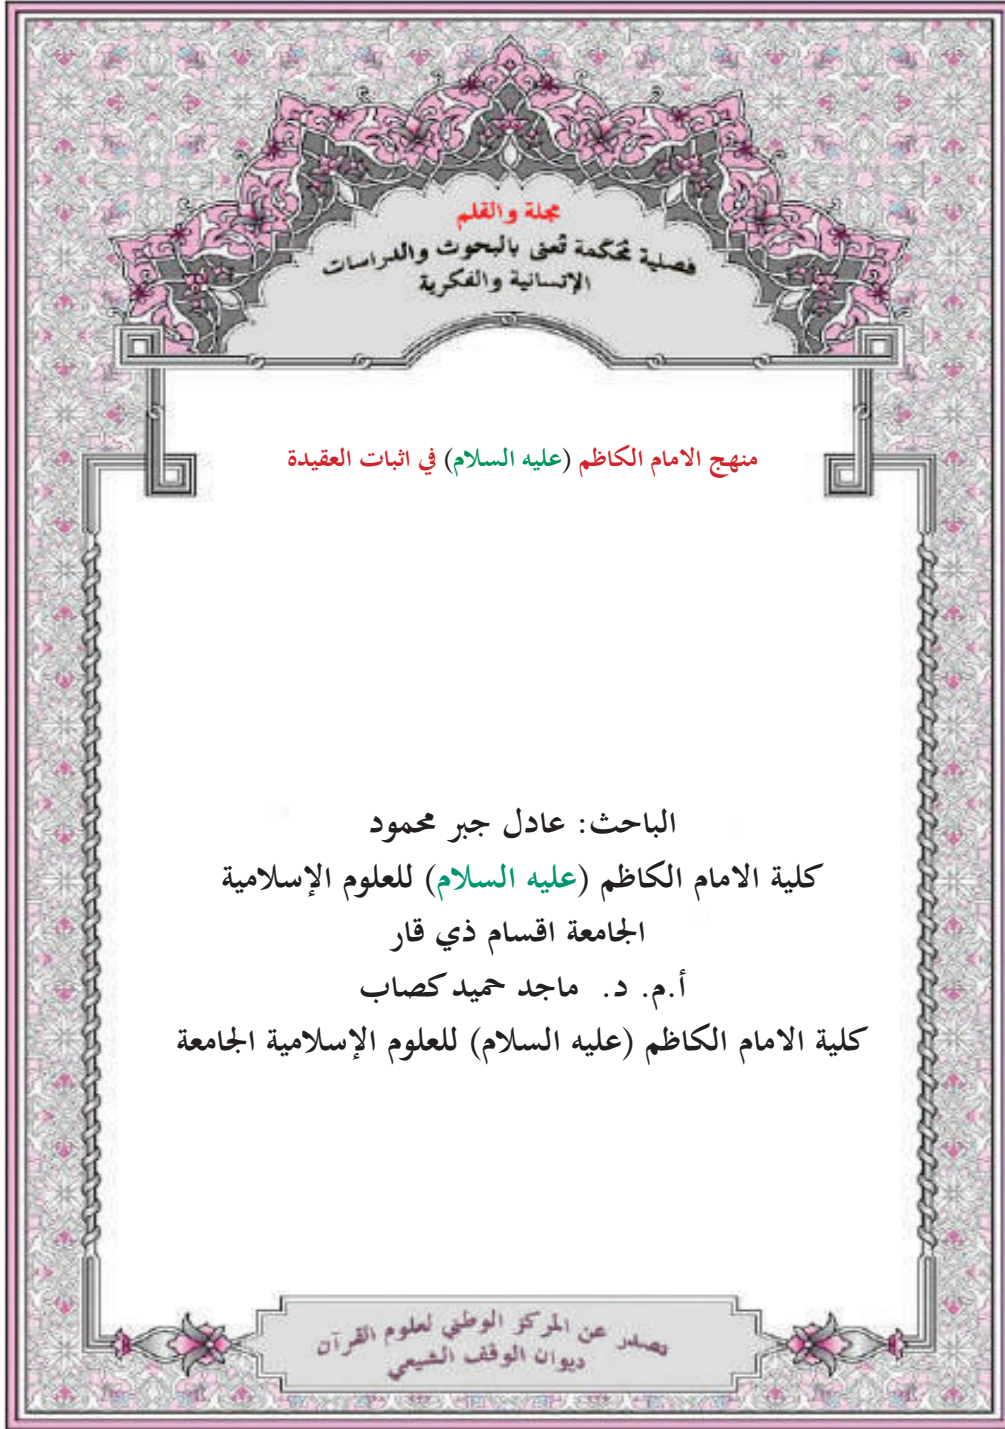 مجلة والقلم
فصلية مُحَكَّمة تُعنى بالبحوث والدراسات
الإنسانية والفكرية
منهج الامام الكاظم (عليه السلام) في اثبات العقيدة
الباحث: عادل جبر محمود
كلية الامام الكاظم (عليه السلام) للعلوم الإسلامية
الجامعة اقسام ذي قار
أ.م. د. ماجد حميد كصاب
كلية الامام الكاظم (عليه السلام) للعلوم الإسلامية الجامعة
تصدر عن المركز الوطني لعلوم القرآن
ديوان الوقف الشيعي